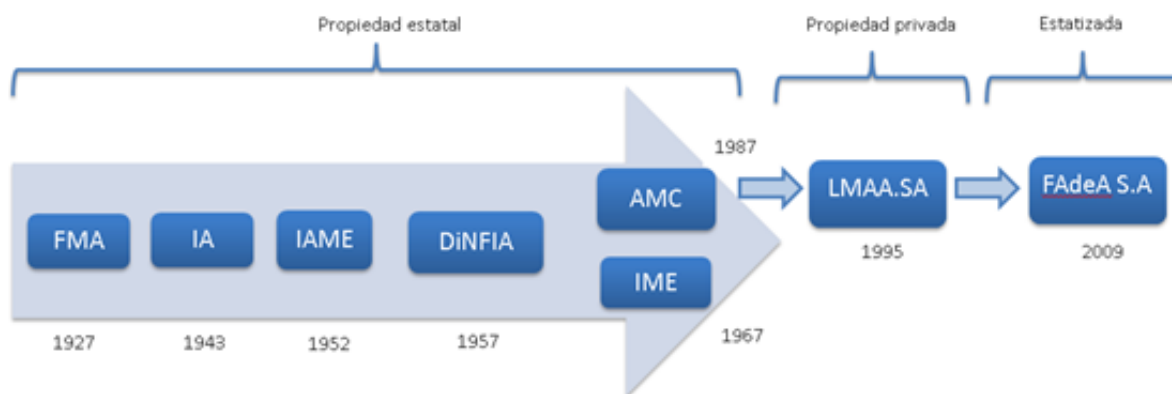 Propiedad estatal
Propiedad privada
Estatizada
1987
AMC
LMAA.SA
FAdeA S.A
FMA
IA
IAME
DiNFIA
1995
2009
IME
1927
1943
1952
1957
1967